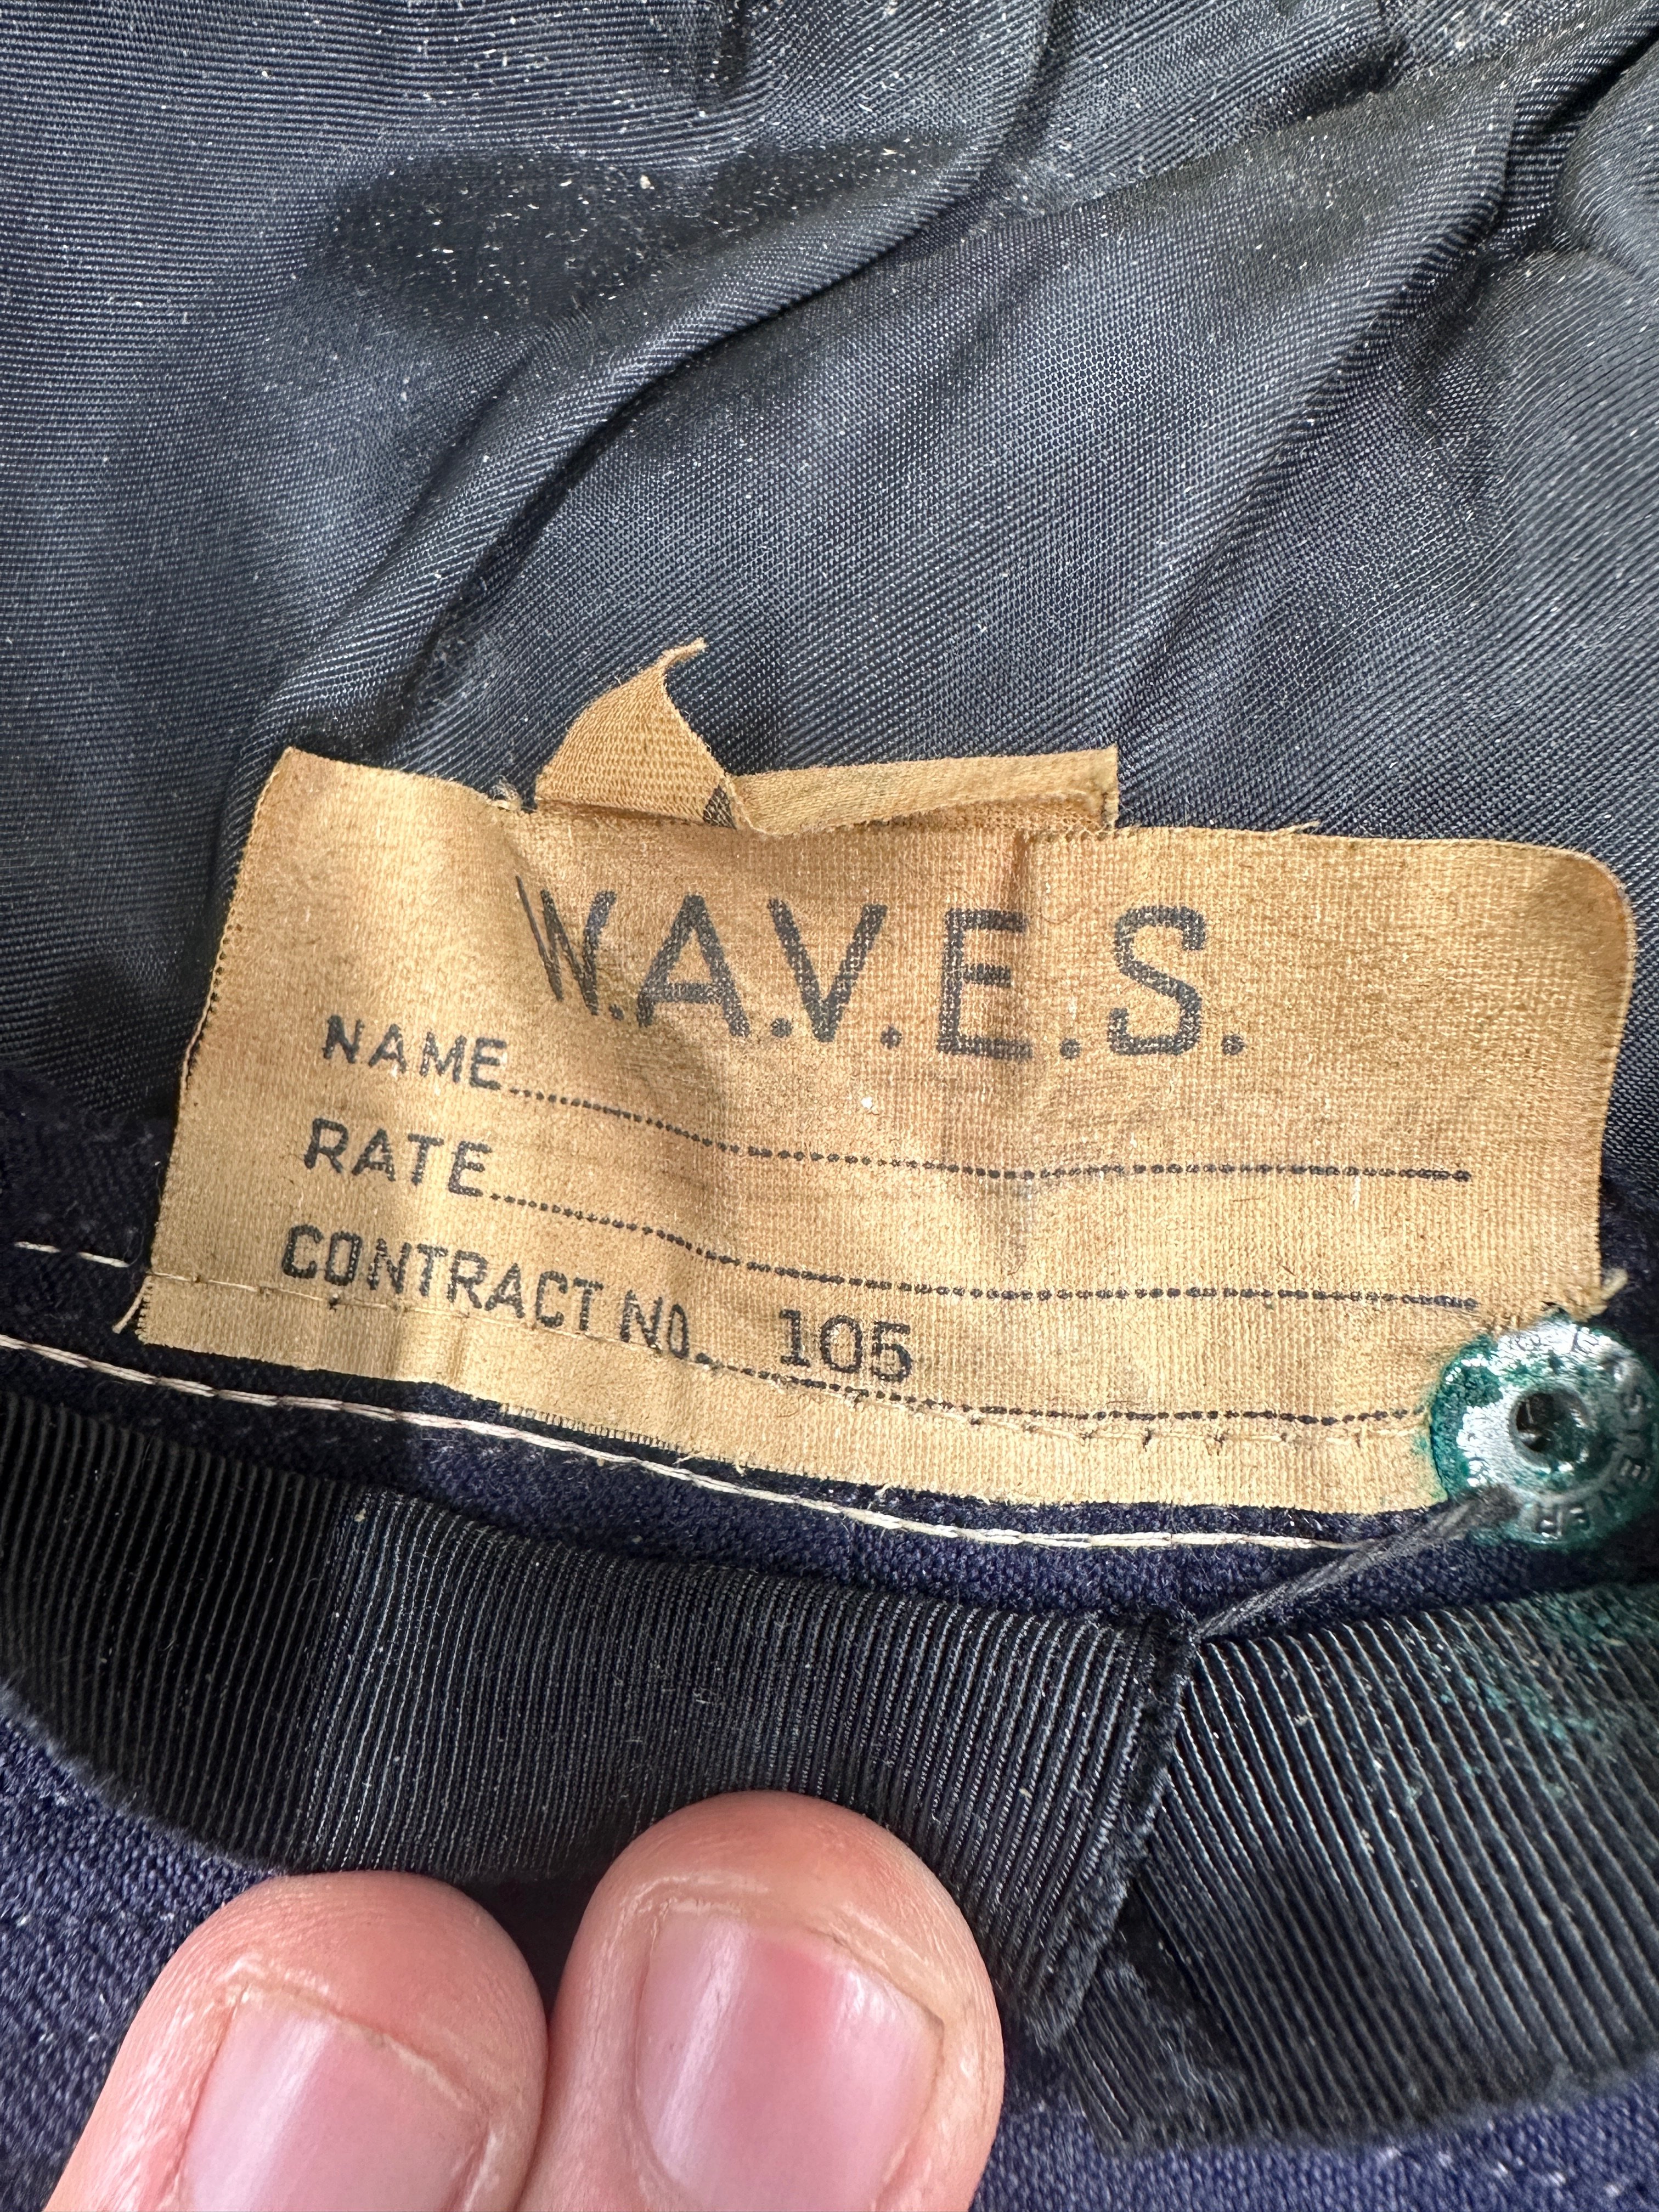 W.A.V.E.S.
NAME
RATE
CONTRACT NO. 105